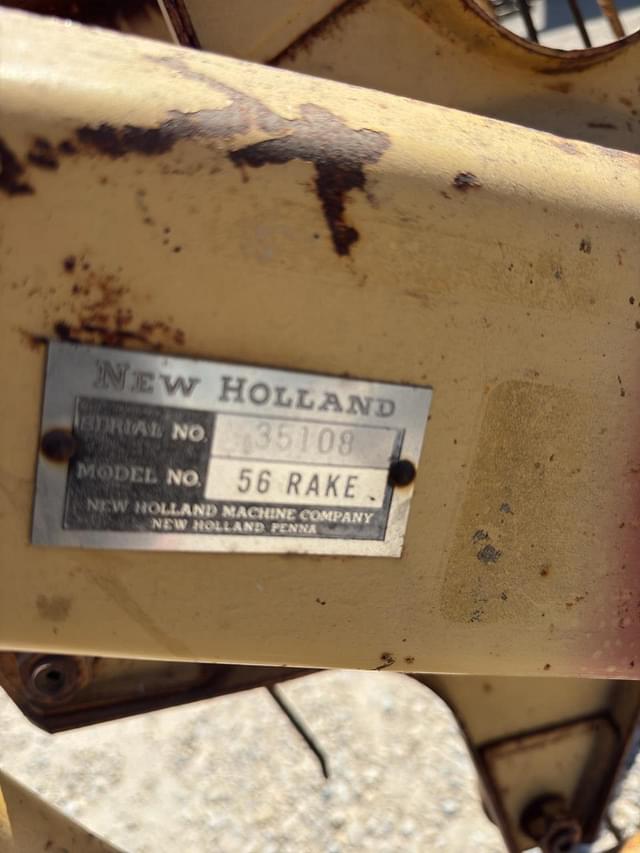 NEW HOLLAND
SERIAL NO. 35108
MODEL NO. 56 RAKE
NEW HOLLAND MACHINE COMPANY
NEW HOLLAND PENNA